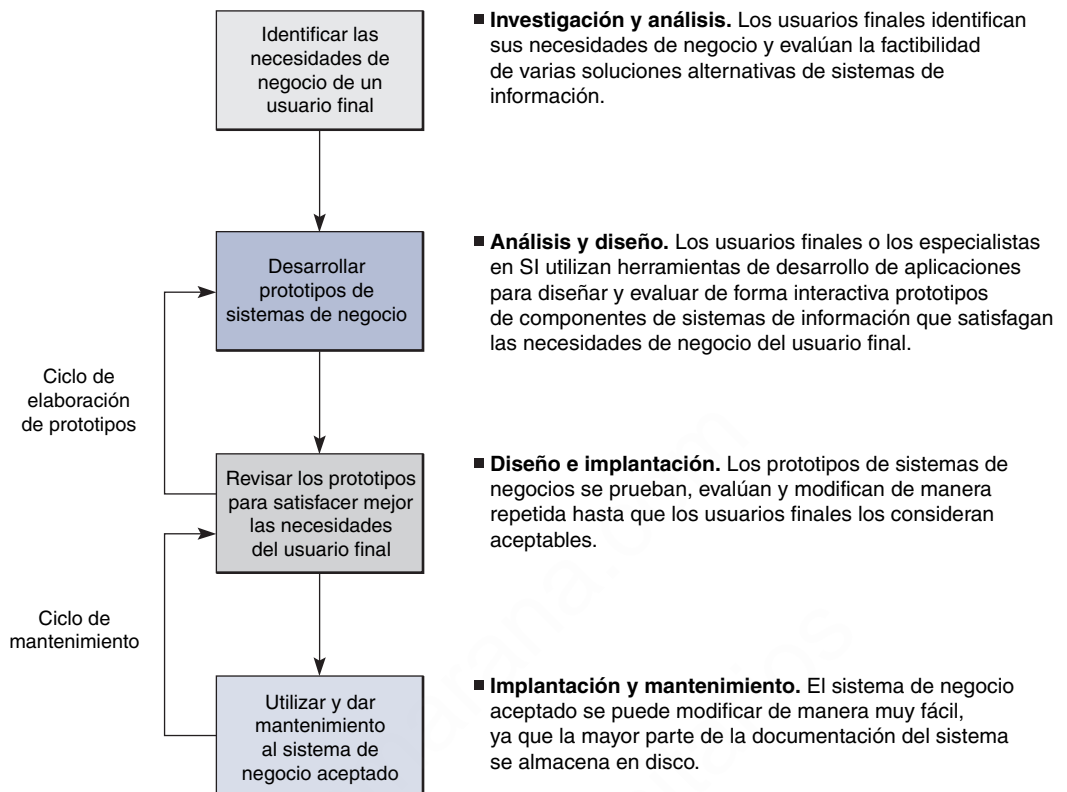 Identificar las
necesidades de
negocio de un
usuario final
■ Investigación y análisis. Los usuarios finales identifican
sus necesidades de negocio y evalúan la factibilidad
de varias soluciones alternativas de sistemas de
información.
Desarrollar
prototipos de
sistemas de negocio
■ Análisis y diseño. Los usuarios finales o los especialistas
en SI utilizan herramientas de desarrollo de aplicaciones
para diseñar y evaluar de forma interactiva prototipos
de componentes de sistemas de información que satisfagan
las necesidades de negocio del usuario final.
Ciclo de
elaboración
de prototipos
Revisar los prototipos
para satisfacer mejor
las necesidades
del usuario final
■ Diseño e implantación. Los prototipos de sistemas de
negocios se prueban, evalúan y modifican de manera
repetida hasta que los usuarios finales los consideran
aceptables.
Ciclo de
mantenimiento
Utilizar y dar
mantenimiento
al sistema de
negocio aceptado
■ Implantación y mantenimiento. El sistema de negocio
aceptado se puede modificar de manera muy fácil,
ya que la mayor parte de la documentación del sistema
se almacena en disco.